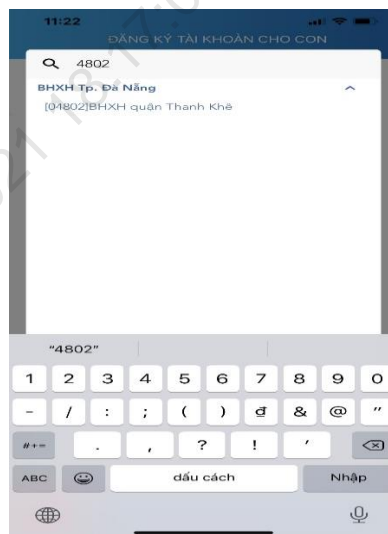 11:22
ĐĂNG KÝ TÀI KHOẢN CHO CON
4802
BHXH Tp. Đà Nẵng
[04802]BHXH quận Thanh Khê
"4802"
1 2 3 4 5 6 7 8 9 0
- / : ; ( ) đ & @ "
#+= . , ? ! '
ABC dấu cách Nhập